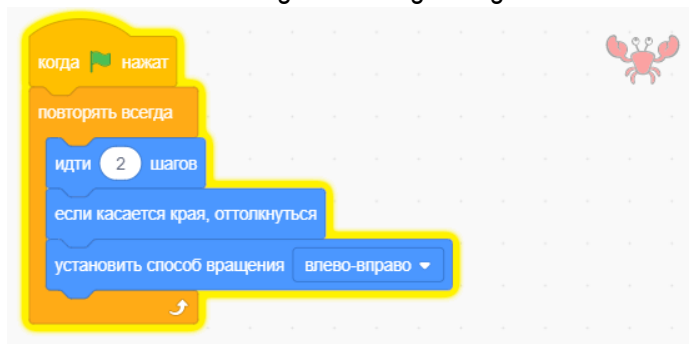 когда нажат
повторять всегда
идти 2 шагов
если касается края, оттолкнуться
установить способ вращения влево-вправо